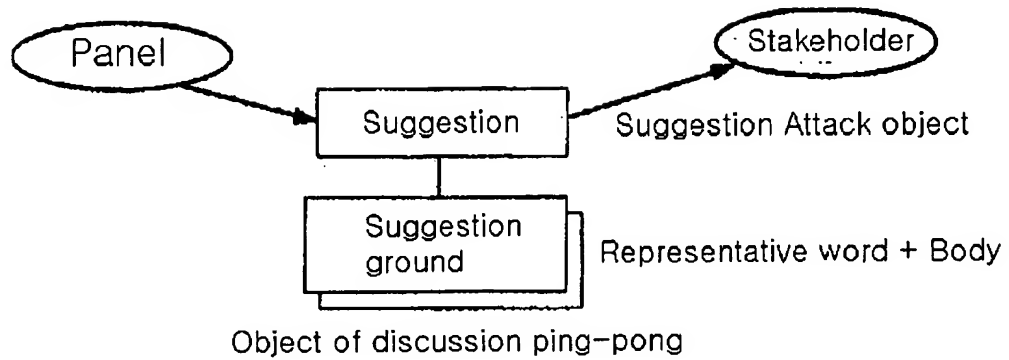 Panel
Stakeholder
Suggestion
Suggestion Attack object
Suggestion
ground
Representative word + Body
Object of discussion ping-pong